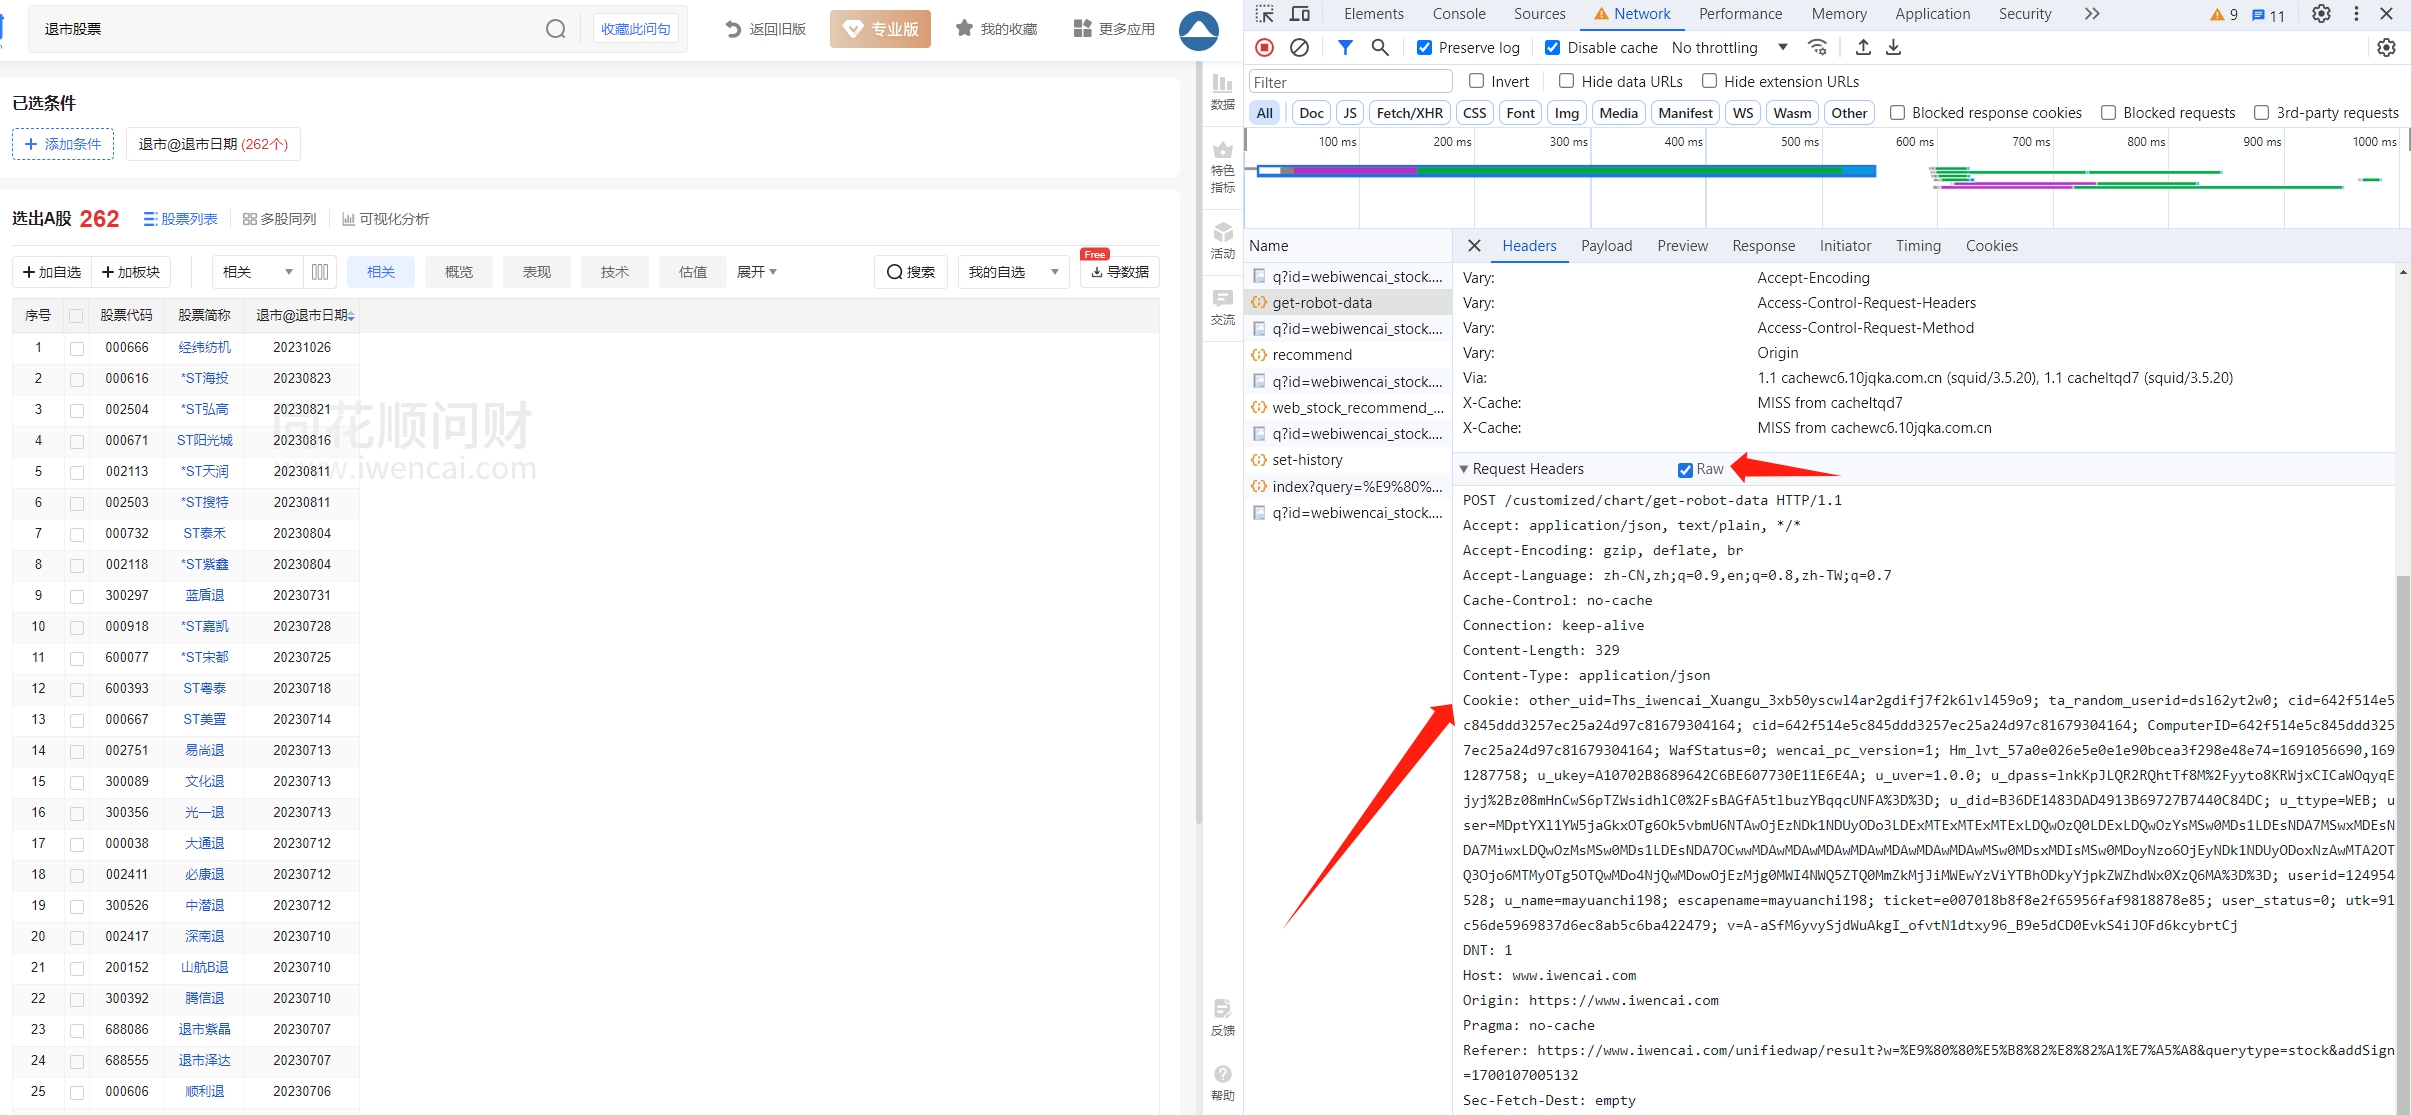 退市股票
收藏此问句
返回旧版
专业版
我的收藏
更多应用
已选条件
添加条件
退市@退市日期 (262个)
选出A股 262
股票列表
多股同列
可视化分析
加自选
加板块
相关
相关
概览
表现
技术
估值
展开
搜索
我的自选
Free
导数据
序号 股票代码 股票简称 退市@退市日期
1 000666 经纬纺机 20231026
2 000616 *ST海投 20230823
3 002504 *ST弘高 20230821
4 000671 ST阳光城 20230816
5 002113 *ST天润 20230811
6 002503 *ST搜特 20230811
7 000732 ST泰禾 20230804
8 002118 *ST紫鑫 20230804
9 300297 蓝盾退 20230731
10 000918 *ST嘉凯 20230728
11 600077 *ST宋都 20230725
12 600393 ST粤泰 20230718
13 000667 ST美置 20230714
14 002751 易尚退 20230713
15 300089 文化退 20230713
16 300356 光一退 20230713
17 000038 大通退 20230712
18 002411 必康退 20230712
19 300526 中潜退 20230712
20 002417 深南退 20230710
21 200152 山航B退 20230710
22 300392 腾信退 20230710
23 688086 退市紫晶 20230707
24 688555 退市泽达 20230707
25 000606 顺利退 20230706
同花顺问财
www.iwencai.com
数据
特色
指标
活动
交流
反馈
帮助
Elements Console Sources Network Performance Memory Application Security 9 11
Preserve log Disable cache No throttling
Filter Invert Hide data URLs Hide extension URLs
All Doc JS Fetch/XHR CSS Font Img Media Manifest WS Wasm Other Blocked response cookies Blocked requests 3rd-party requests
100 ms 200 ms 300 ms 400 ms 500 ms 600 ms 700 ms 800 ms 900 ms 1000 ms
Name
q?id=webiwencai_stock....
get-robot-data
q?id=webiwencai_stock....
recommend
q?id=webiwencai_stock....
web_stock_recommend_...
q?id=webiwencai_stock....
set-history
index?query=%E9%80%...
q?id=webiwencai_stock....
Headers Payload Preview Response Initiator Timing Cookies
Vary: Accept-Encoding
Vary: Access-Control-Request-Headers
Vary: Access-Control-Request-Method
Vary: Origin
Via: 1.1 cachewc6.10jqka.com.cn (squid/3.5.20), 1.1 cacheltqd7 (squid/3.5.20)
X-Cache: MISS from cacheltqd7
X-Cache: MISS from cachewc6.10jqka.com.cn
Request Headers Raw
POST /customized/chart/get-robot-data HTTP/1.1
Accept: application/json, text/plain, */*
Accept-Encoding: gzip, deflate, br
Accept-Language: zh-CN,zh;q=0.9,en;q=0.8,zh-TW;q=0.7
Cache-Control: no-cache
Connection: keep-alive
Content-Length: 329
Content-Type: application/json
Cookie: other_uid=Ths_iwencai_Xuangu_3xb50yscwl4ar2gdifj7f2k6lvl459o9; ta_random_userid=dsl62yt2w0; cid=642f514e5
c845ddd3257ec25a24d97c81679304164; cid=642f514e5c845ddd3257ec25a24d97c81679304164; ComputerID=642f514e5c845ddd325
7ec25a24d97c81679304164; WafStatus=0; wencai_pc_version=1; Hm_lvt_57a0e026e5e0e1e90bcea3f298e48e74=1691056690,169
1287758; u_ukey=A10702B8689642C6BE607730E11E6E4A; u_uver=1.0.0; u_dpass=lnkKpJLQR2RQhtTf8M%2Fyyto8KRWjxCICaWOqyqE
jyj%2Bz08mHnCwS6pTZWsidhlC0%2FsBAGfA5tlbuzYBqqcUNFA%3D%3D; u_did=B36DE1483DAD4913B69727B7440C84DC; u_ttype=WEB; u
ser=MDptYXl1YW5jaGkxOTg6Ok5vbmU6NTAwOjEzNDk1NDUyODo3LDExMTExMTExMTExLDQwOzQ0LDExLDQwOzYsMSw0MDs1LDEsNDA7MSwxMDEsN
DA7MiwxLDQwOzMsMSw0MDs1LDEsNDA7OCwwMDAwMDAwMDAwMDAwMDAwMDAwMDAwMSw0MDsxMDIsMSw0MDoyNzo6OjEyNDk1NDUyODoxNzAwMTA2OT
Q3Ojo6MTMyOTg5OTQwMDo4NjQwMDowOjEzMjg0MWI4NWQ5ZTQ0MmZkMjJiMWEwYzViYTBhODkyYjpkZWZhdWx0XzQ6MA%3D%3D; userid=124954
528; u_name=mayuanchi198; escapename=mayuanchi198; ticket=e007018b8f8e2f65956faf9818878e85; user_status=0; utk=91
c56de5969837d6ec8ab5c6ba422479; v=A-aSfM6yvySjdWuAkgI_ofvtN1dtxy96_B9e5dCD0EvkS4iJOFd6kcybrtCj
DNT: 1
Host: www.iwencai.com
Origin: https://www.iwencai.com
Pragma: no-cache
Referer: https://www.iwencai.com/unifiedwap/result?w=%E9%80%80%E5%B8%82%E8%82%A1%E7%A5%A8&querytype=stock&addSign
=1700107005132
Sec-Fetch-Dest: empty